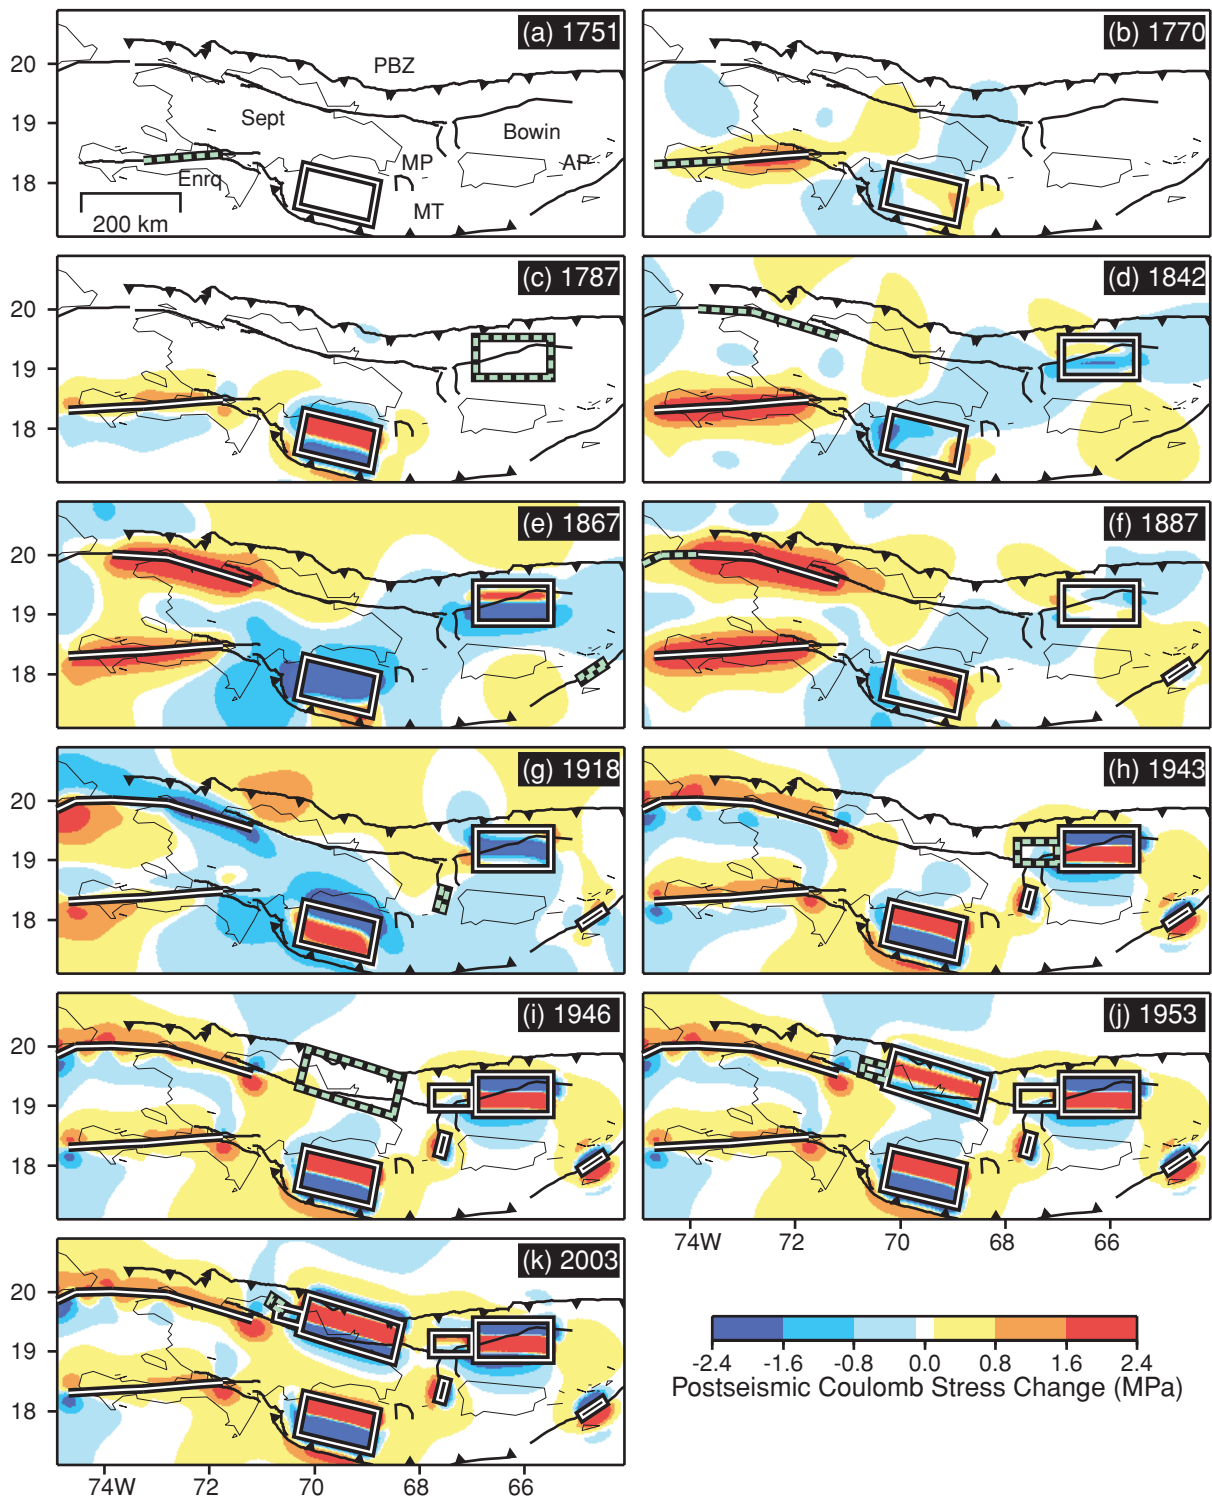 (a) 1751
20
PBZ
19
Sept
Bowin
MP
AP
18
Enrq
MT
200 km
(b) 1770
(c) 1787
20
19
18
(d) 1842
(e) 1867
20
19
18
(f) 1887
(g) 1918
20
19
18
(h) 1943
(i) 1946
20
19
18
(j) 1953
74W 72 70 68 66
(k) 2003
20
19
18
74W 72 70 68 66
-2.4 -1.6 -0.8 0.0 0.8 1.6 2.4
Postseismic Coulomb Stress Change (MPa)